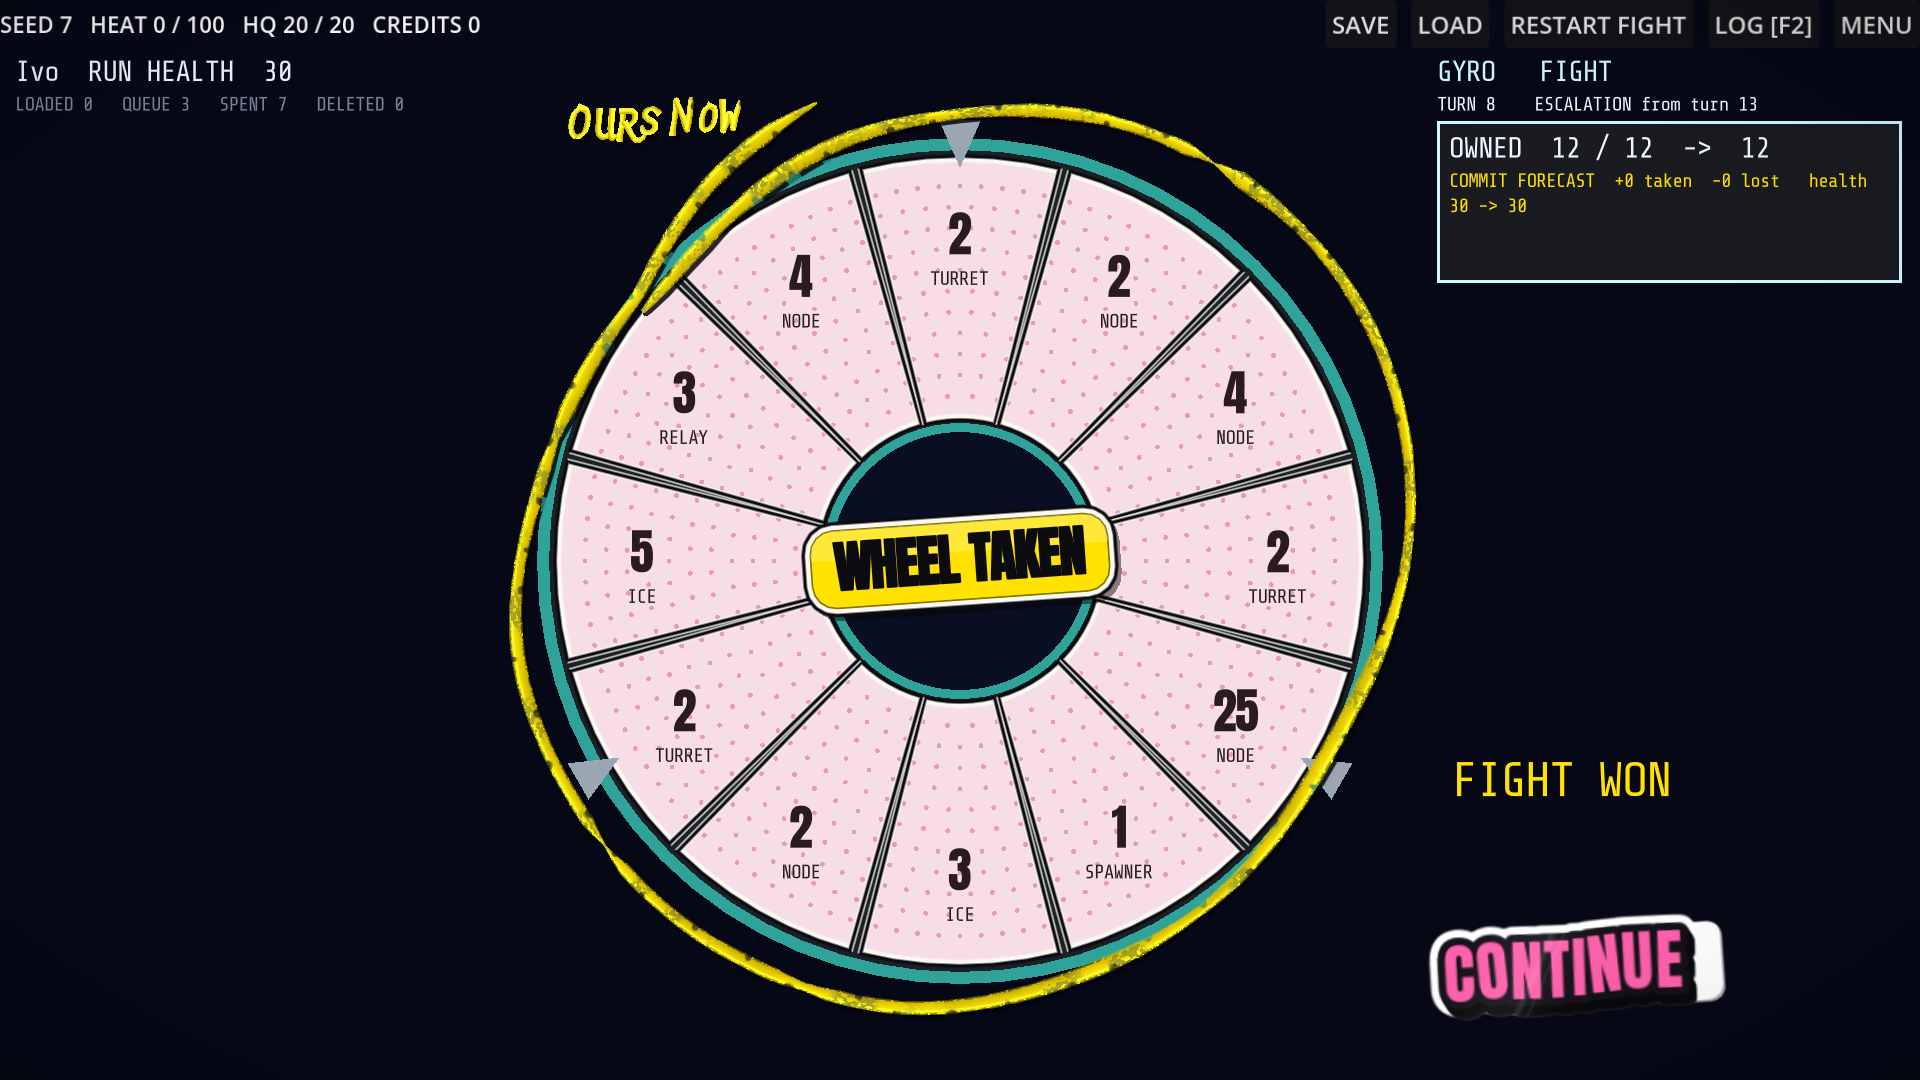 SEED 7 HEAT 0 / 100 HQ 20 / 20 CREDITS 0
SAVE LOAD RESTART FIGHT LOG [F2] MENU
Ivo RUN HEALTH 30
LOADED 0 QUEUE 3 SPENT 7 DELETED 0
GYRO FIGHT
TURN 8 ESCALATION from turn 13
OWNED 12 / 12 -> 12
COMMIT FORECAST +0 taken -0 lost health
30 -> 30
OURS NOW
2
TURRET
4
NODE
2
NODE
3
RELAY
4
NODE
5
ICE
WHEEL TAKEN
2
TURRET
2
TURRET
25
NODE
2
NODE
1
SPAWNER
3
ICE
FIGHT WON
CONTINUE